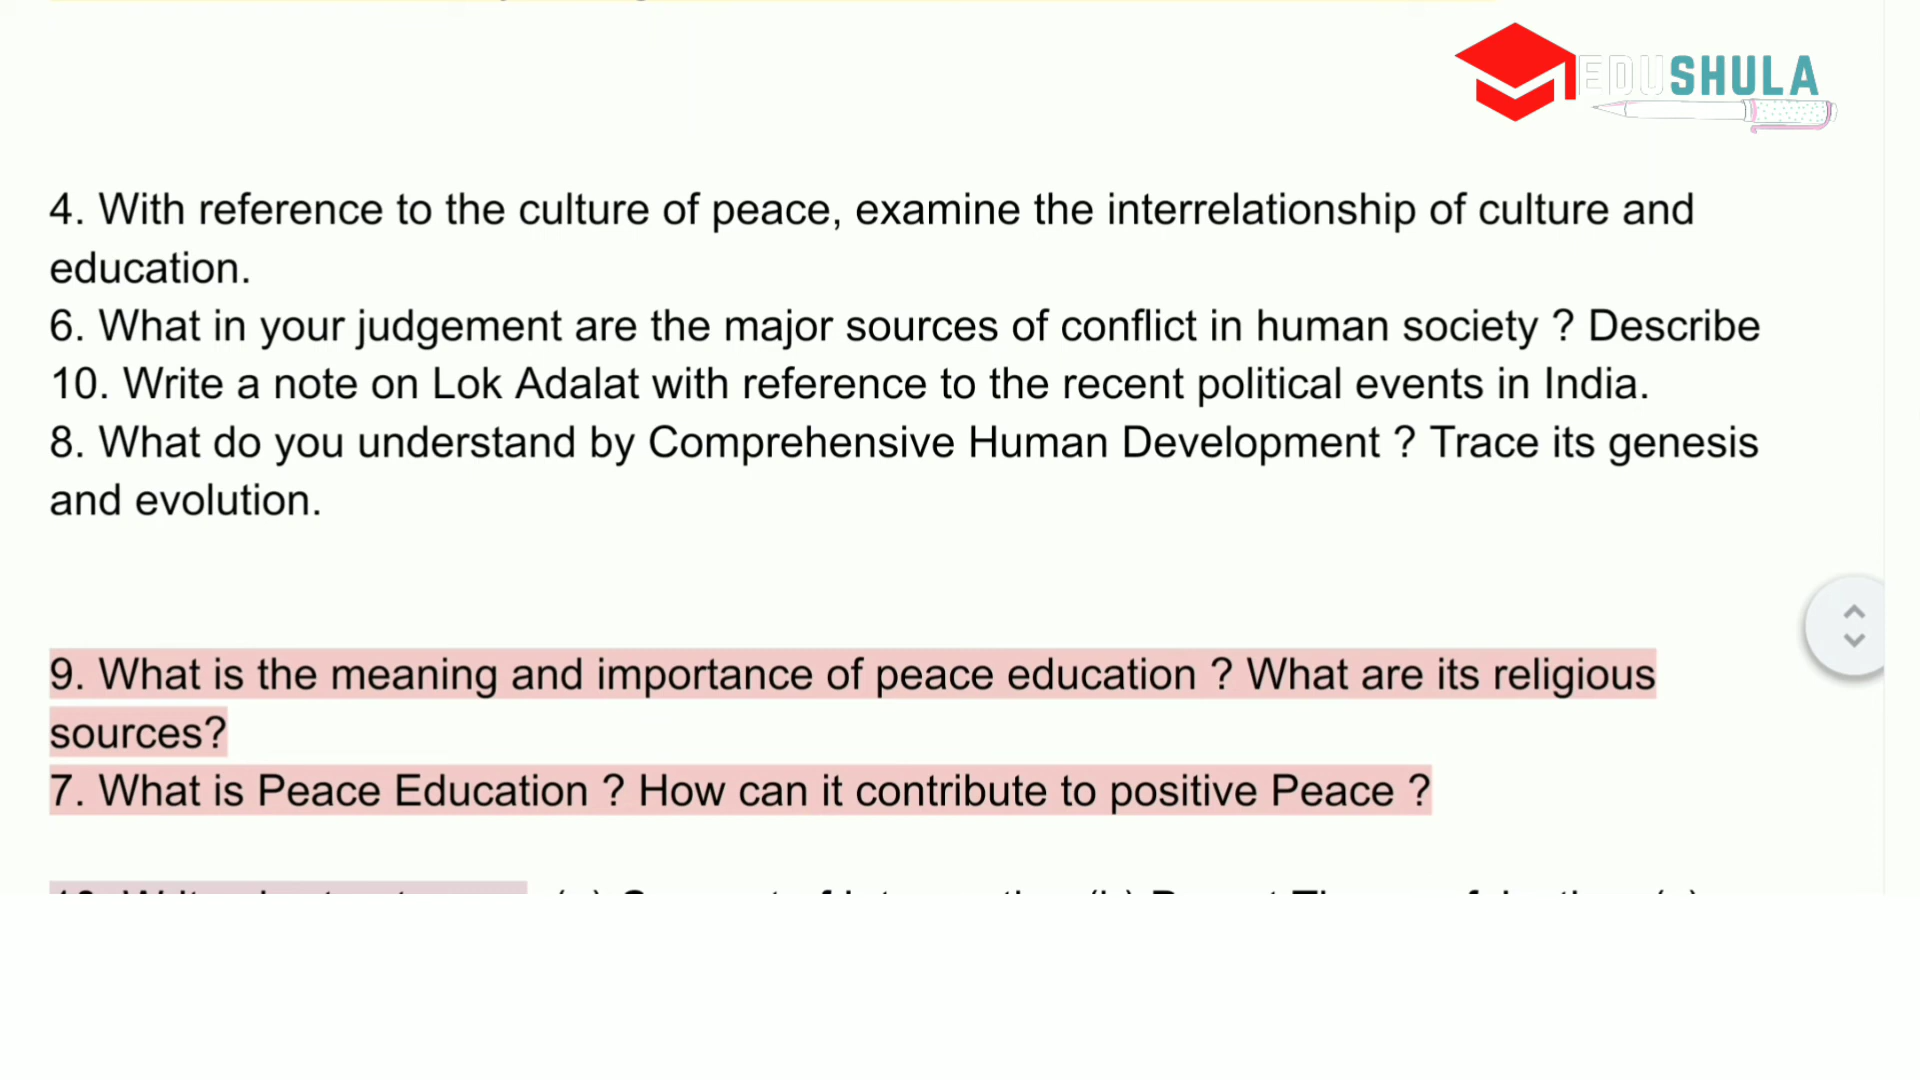 EDUSHULA
4. With reference to the culture of peace, examine the interrelationship of culture and
education.
6. What in your judgement are the major sources of conflict in human society ? Describe
10. Write a note on Lok Adalat with reference to the recent political events in India.
8. What do you understand by Comprehensive Human Development ? Trace its genesis
and evolution.
9. What is the meaning and importance of peace education ? What are its religious
sources?
7. What is Peace Education ? How can it contribute to positive Peace ?